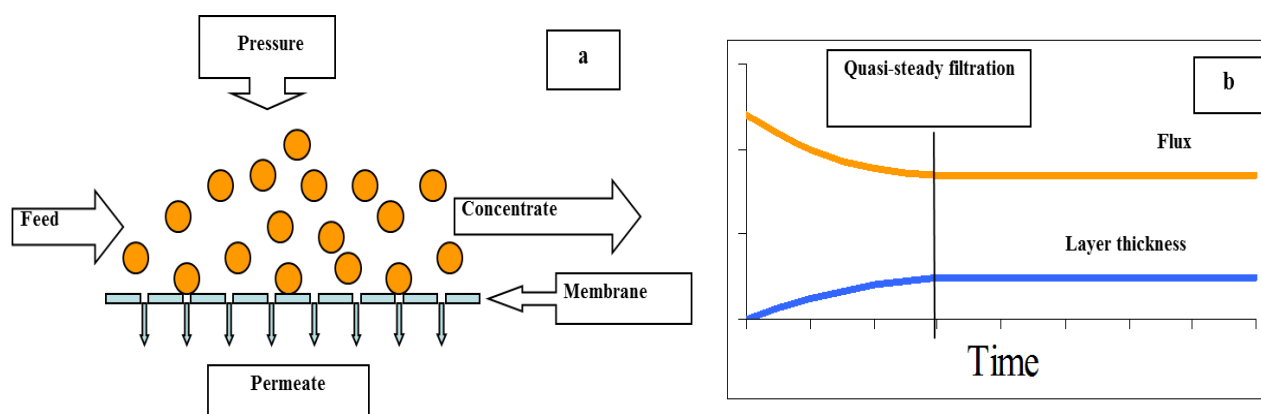 Pressure
a
Feed
Concentrate
Membrane
Permeate
Quasi-steady filtration
b
Flux
Layer thickness
Time